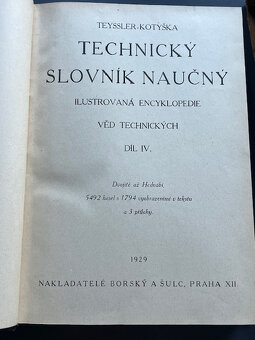 TEYSSLER-KOTYŠKA
TECHNICKÝ
SLOVNÍK NAUČNÝ
ILUSTROVANÁ ENCYKLOPEDIE
VĚD TECHNICKÝCH
DÍL IV.
až
5492 hesel s 1794 vyobrazeními v textu
a 3 přílohy.
1929
NAKLADATELÉ BORSKÝ A ŠULC, PRAHA XII.